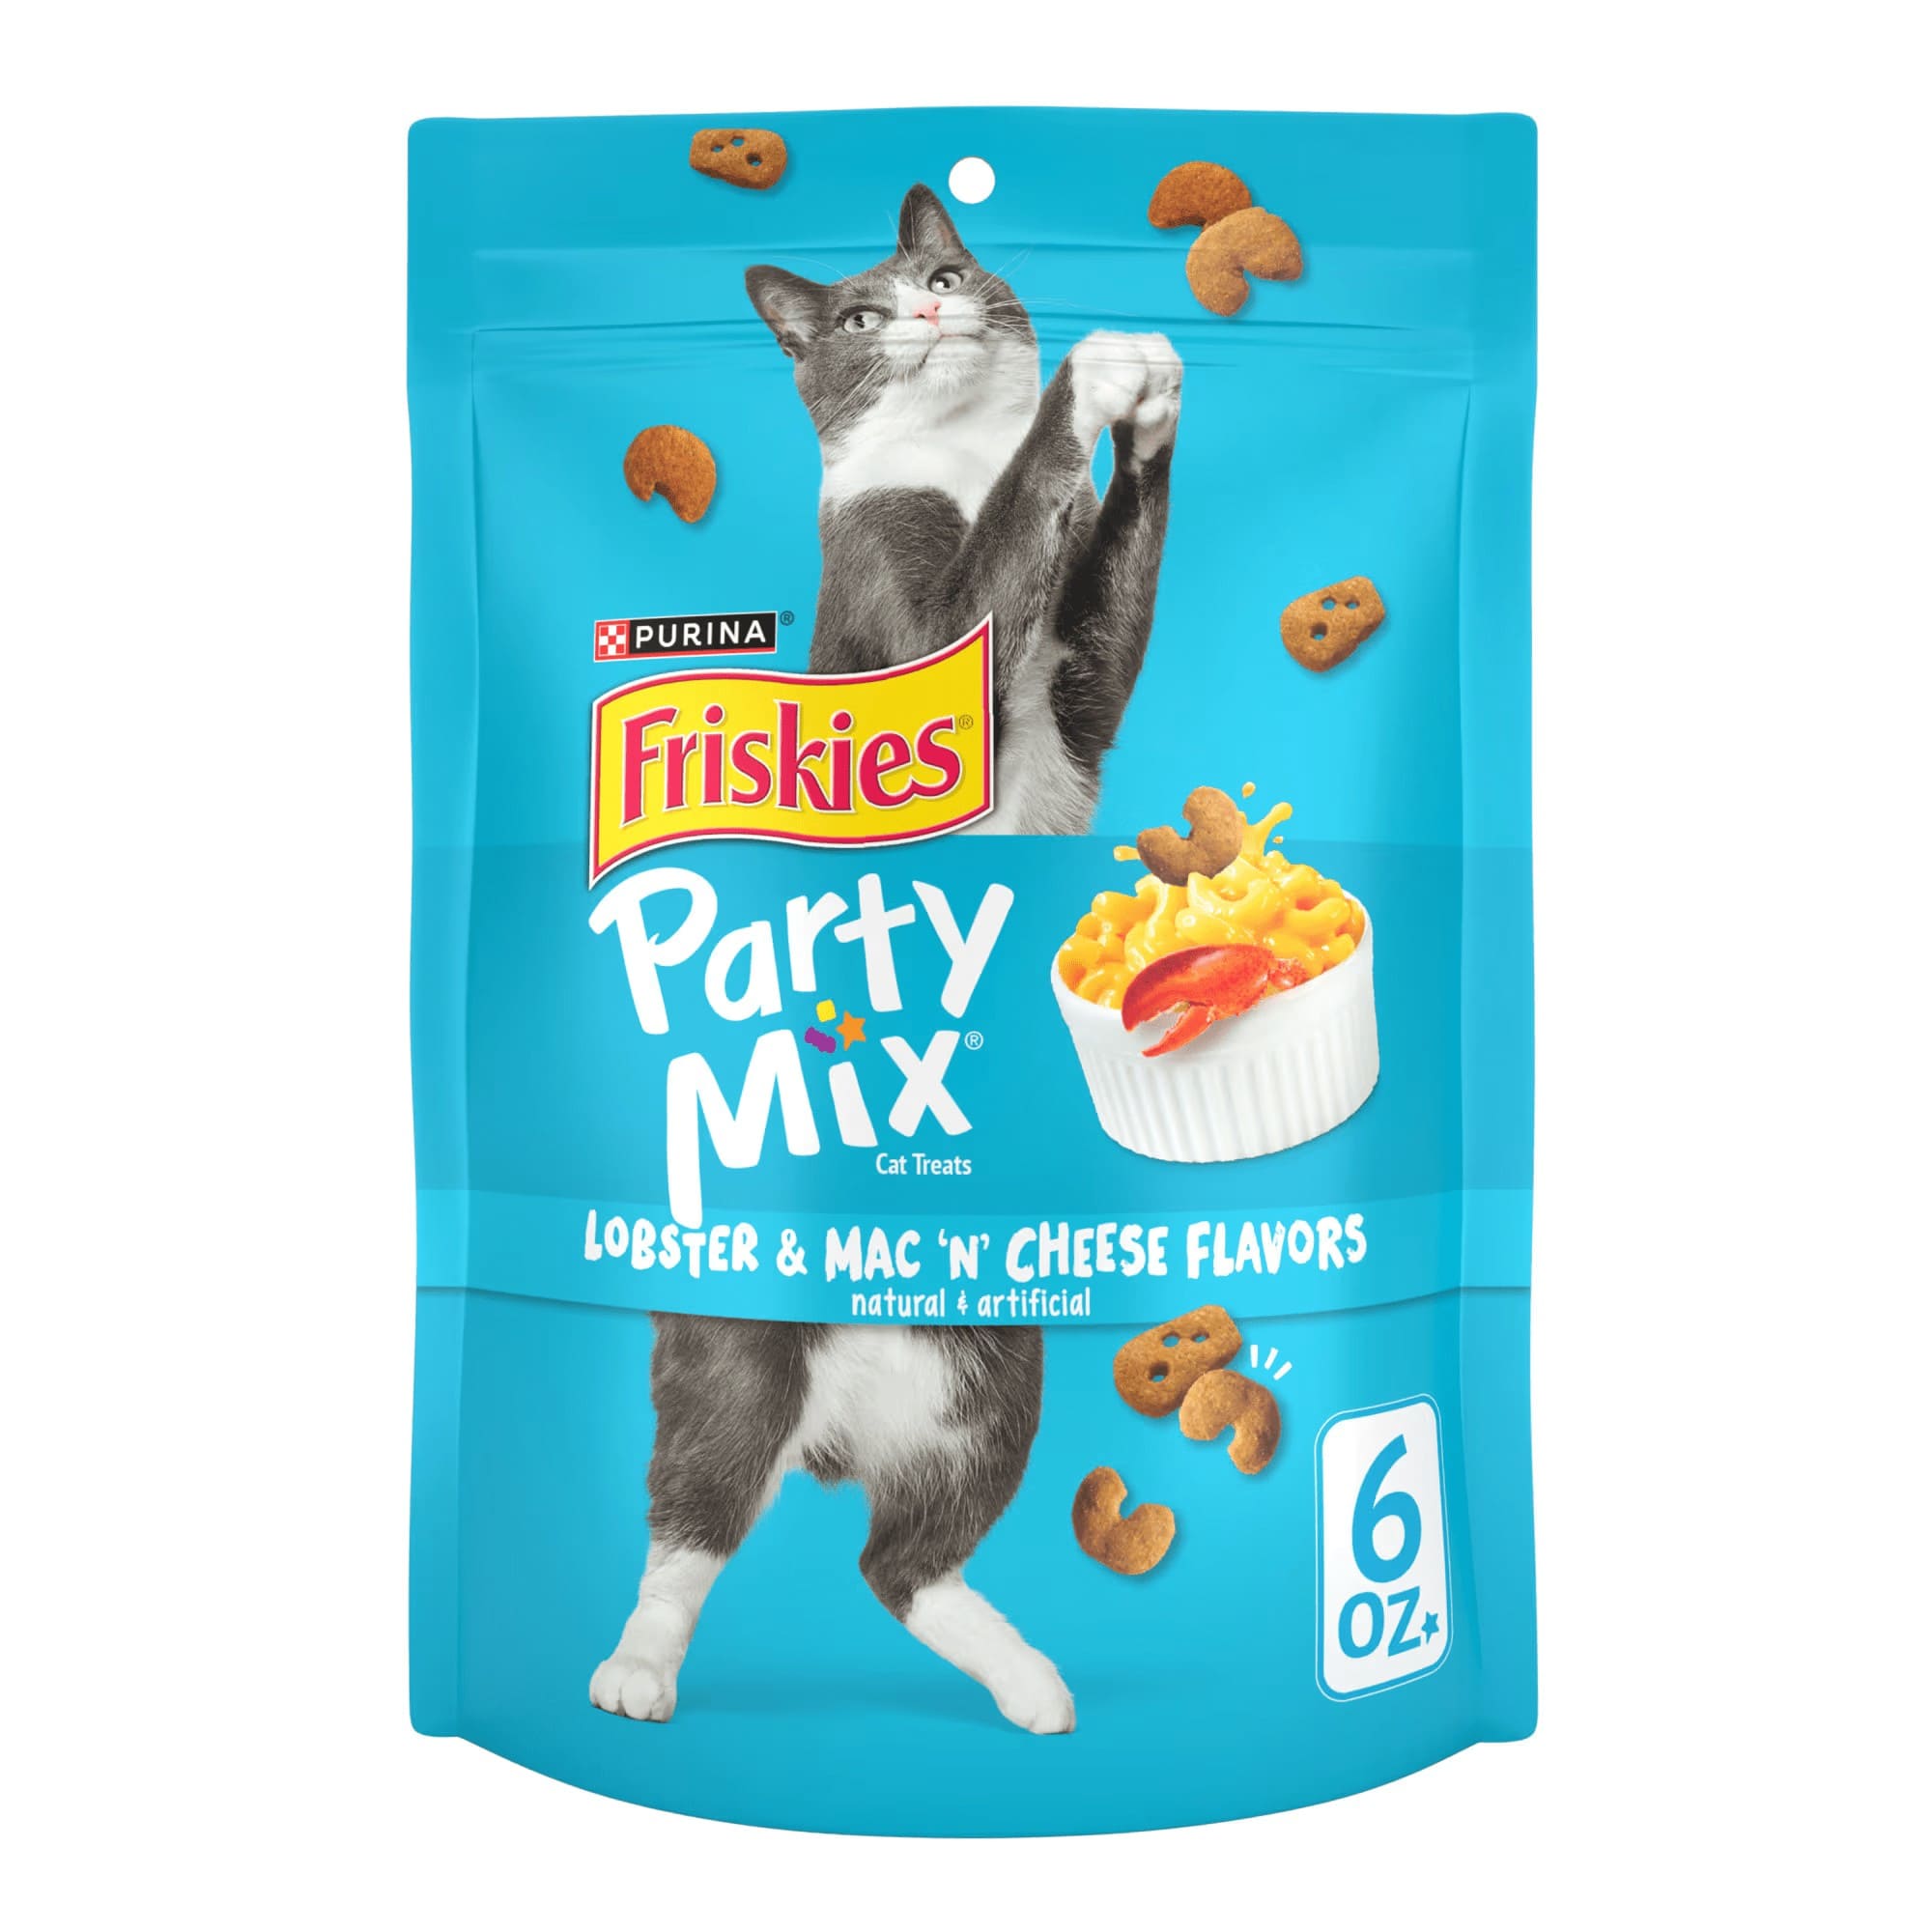 PURINA®
Friskies®
Party
Mix®
Cat Treats
LOBSTER & MAC 'N' CHEESE FLAVORS
natural & artificial
6
OZ